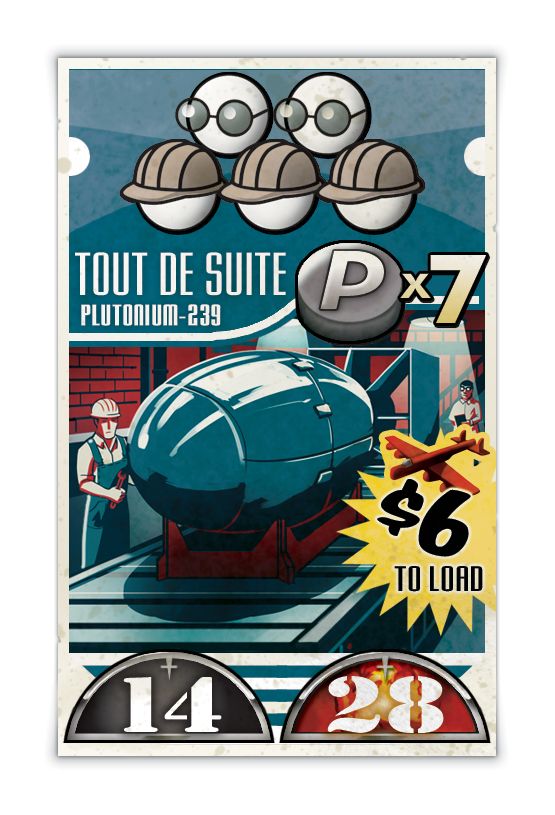 TOUT DE SUITE
PLUTONIUM-239
P x7
$6
TO LOAD
14 28